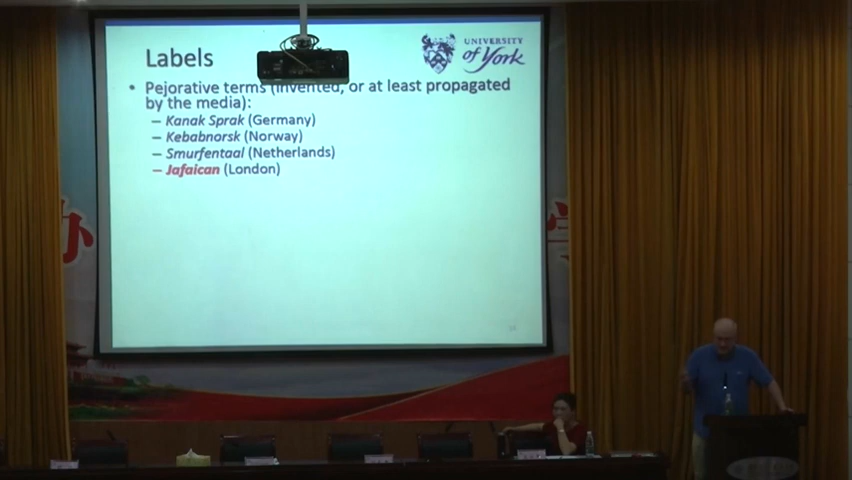 Labels
UNIVERSITY
of York
• Pejorative terms (invented, or at least propagated
by the media):
– Kanak Sprak (Germany)
– Kebabnorsk (Norway)
– Smurfentaal (Netherlands)
– Jafaican (London)